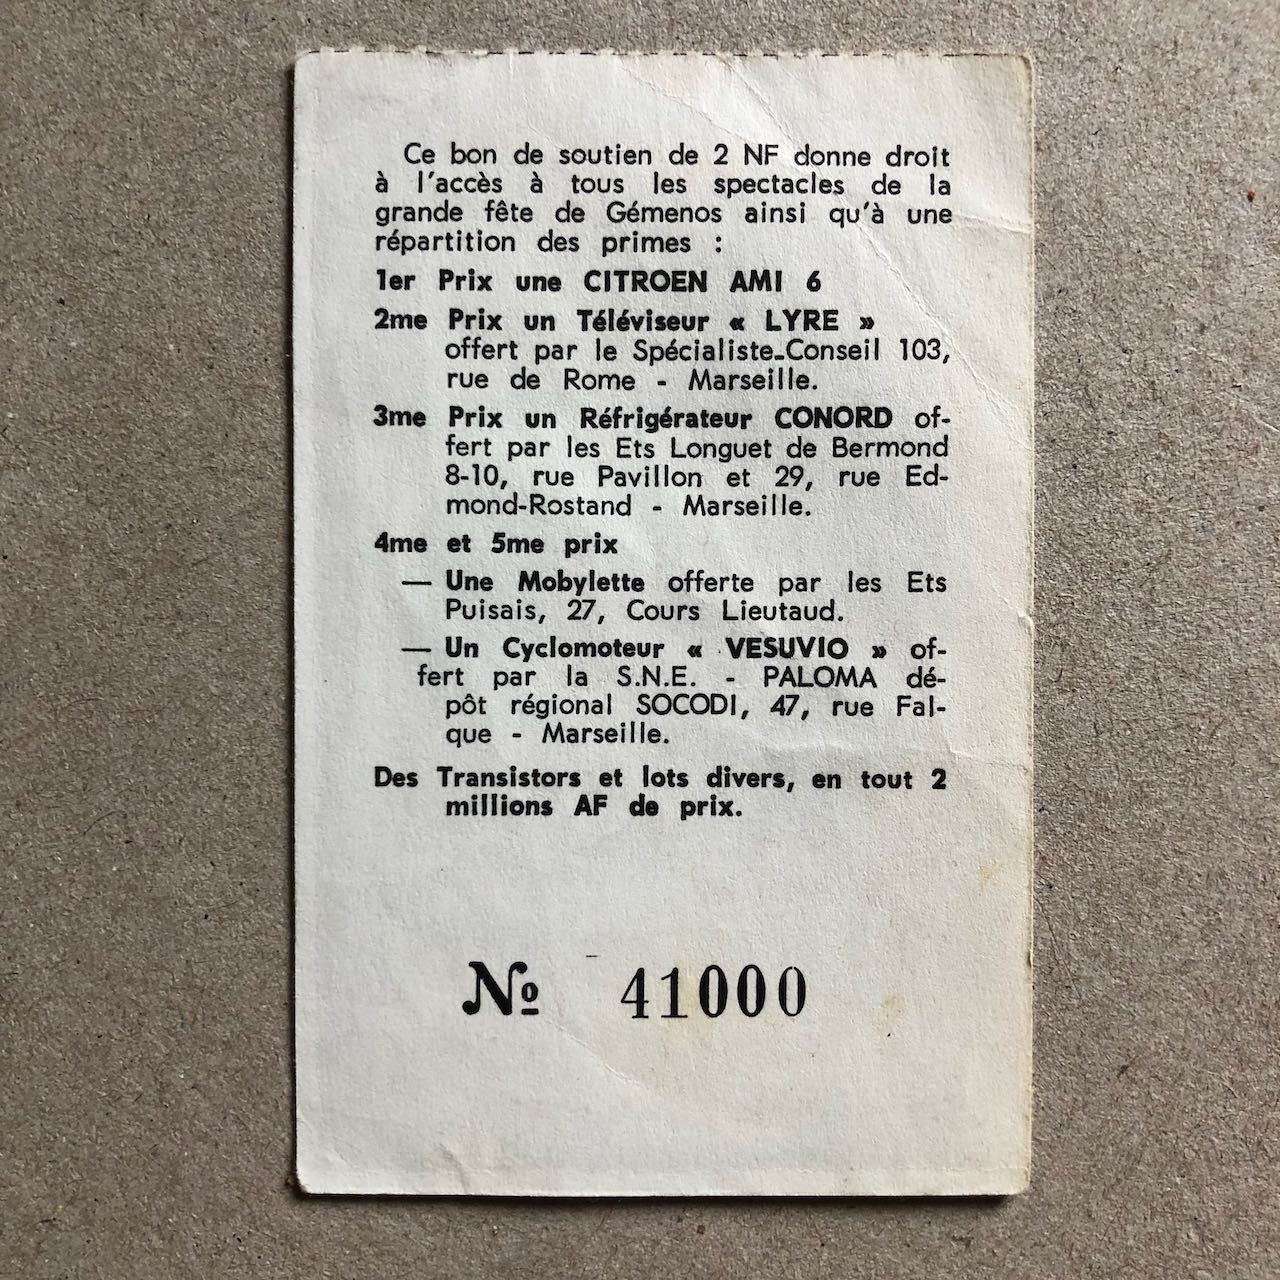 Ce bon de soutien de 2 NF donne droit
à l'accès à tous les spectacles de la
grande fête de Gémenos ainsi qu'à une
répartition des primes :
1er Prix une CITROEN AMI 6
2me Prix un Téléviseur « LYRE »
offert par le Spécialiste-Conseil 103,
rue de Rome - Marseille.
3me Prix un Réfrigérateur CONORD of-
fert par les Ets Longuet de Bermond
8-10, rue Pavillon et 29, rue Ed-
mond-Rostand - Marseille.
4me et 5me prix
— Une Mobylette offerte par les Ets
Puisais, 27, Cours Lieutaud.
— Un Cyclomoteur « VESUVIO » of-
fert par la S.N.E. - PALOMA dé-
pôt régional SOCODI, 47, rue Fal-
que - Marseille.
Des Transistors et lots divers, en tout 2
millions AF de prix.
No 41000